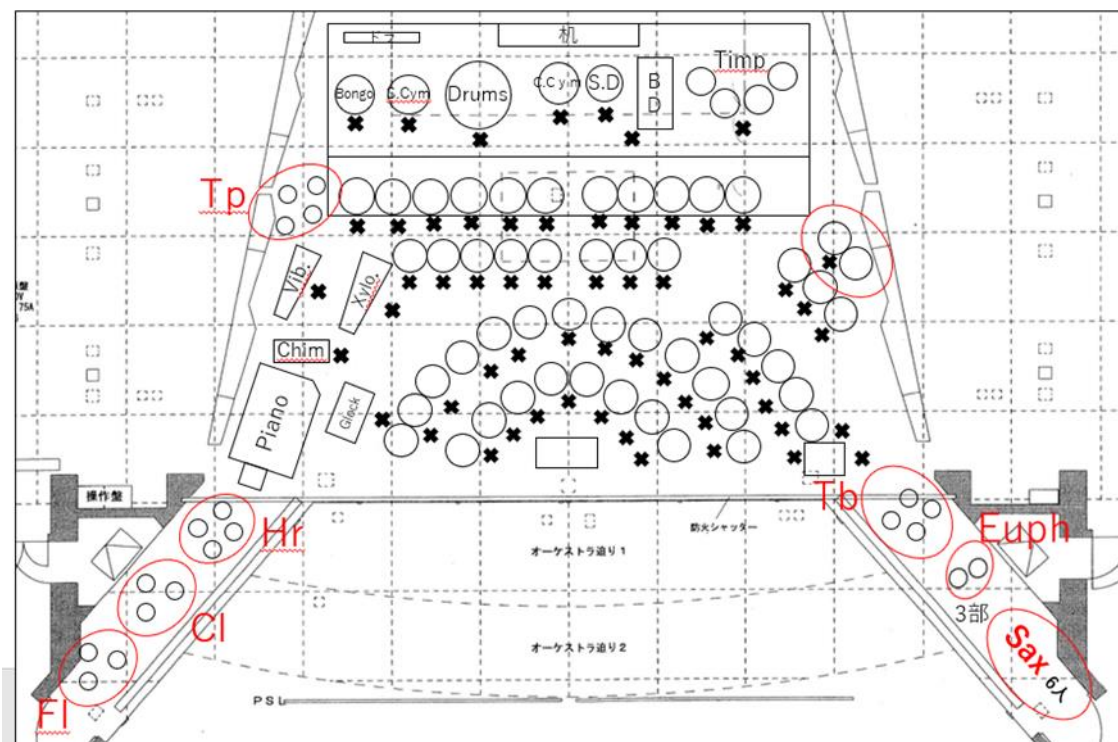 ドラ
机
Timp
Bongo
S.Cym
Drums
C.Cym
S.D
B
D
Tp
Vib.
Xylo.
Chim
Piano
Glock
75A
操作盤
Hr
Cl
Fl
Tb
Euph
3部
Sax 6人
防火シャッター
オーケストラ迫り1
オーケストラ迫り2